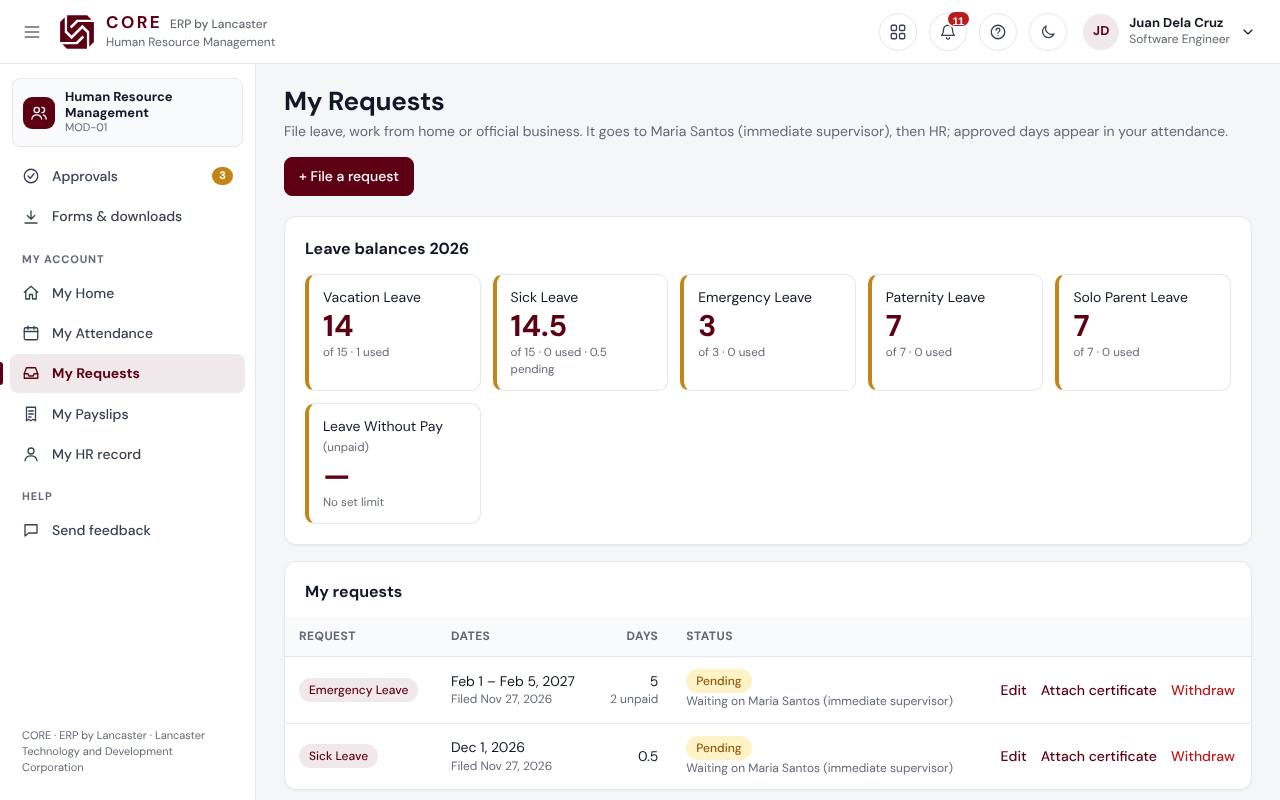 CORE ERP by Lancaster
Human Resource Management
11
JD
Juan Dela Cruz
Software Engineer
Human Resource
Management
MOD-01
Approvals 3
Forms & downloads
MY ACCOUNT
My Home
My Attendance
My Requests
My Payslips
My HR record
HELP
Send feedback
CORE · ERP by Lancaster · Lancaster
Technology and Development
Corporation
My Requests
File leave, work from home or official business. It goes to Maria Santos (immediate supervisor), then HR; approved days appear in your attendance.
+ File a request
Leave balances 2026
Vacation Leave
14
of 15 · 1 used
Sick Leave
14.5
of 15 · 0 used · 0.5
pending
Emergency Leave
3
of 3 · 0 used
Paternity Leave
7
of 7 · 0 used
Solo Parent Leave
7
of 7 · 0 used
Leave Without Pay
(unpaid)
—
No set limit
My requests
REQUEST DATES DAYS STATUS
Emergency Leave
Feb 1 – Feb 5, 2027
Filed Nov 27, 2026
5
2 unpaid
Pending
Waiting on Maria Santos (immediate supervisor)
Edit Attach certificate Withdraw
Sick Leave
Dec 1, 2026
Filed Nov 27, 2026
0.5
Pending
Waiting on Maria Santos (immediate supervisor)
Edit Attach certificate Withdraw